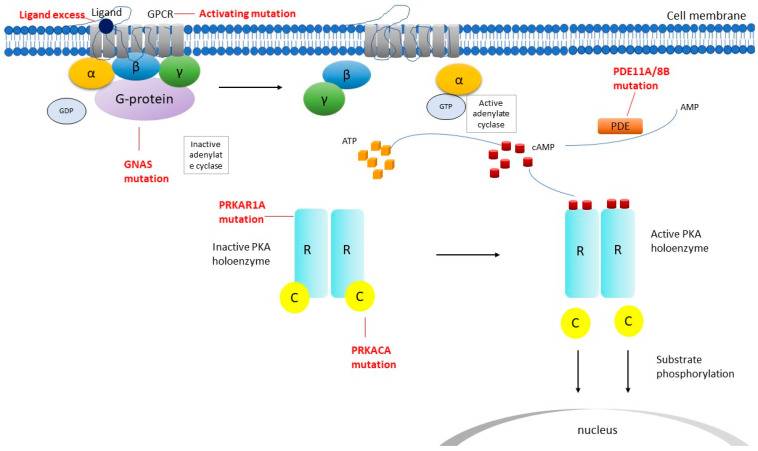 Ligand excess
Ligand
GPCR
Activating mutation
Cell membrane
α
β
γ
G-protein
GDP
GNAS
mutation
Inactive
adenylat
e cyclase
β
γ
α
GTP
Active
adenylate
cyclase
PDE11A/8B
mutation
PDE
AMP
ATP
cAMP
PRKAR1A
mutation
Inactive PKA
holoenzyme
R
R
C
C
PRKACA
mutation
R
R
Active PKA
holoenzyme
C
C
Substrate
phosphorylation
nucleus